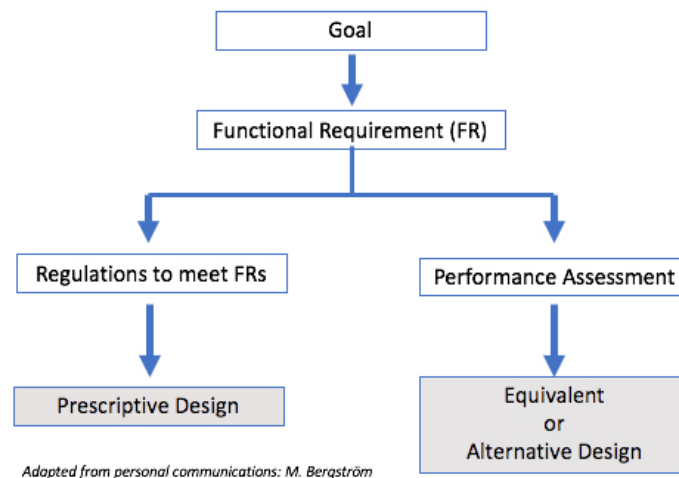 Goal
Functional Requirement (FR)
Regulations to meet FRs
Performance Assessment
Prescriptive Design
Equivalent
or
Alternative Design
Adapted from personal communications: M. Bergström